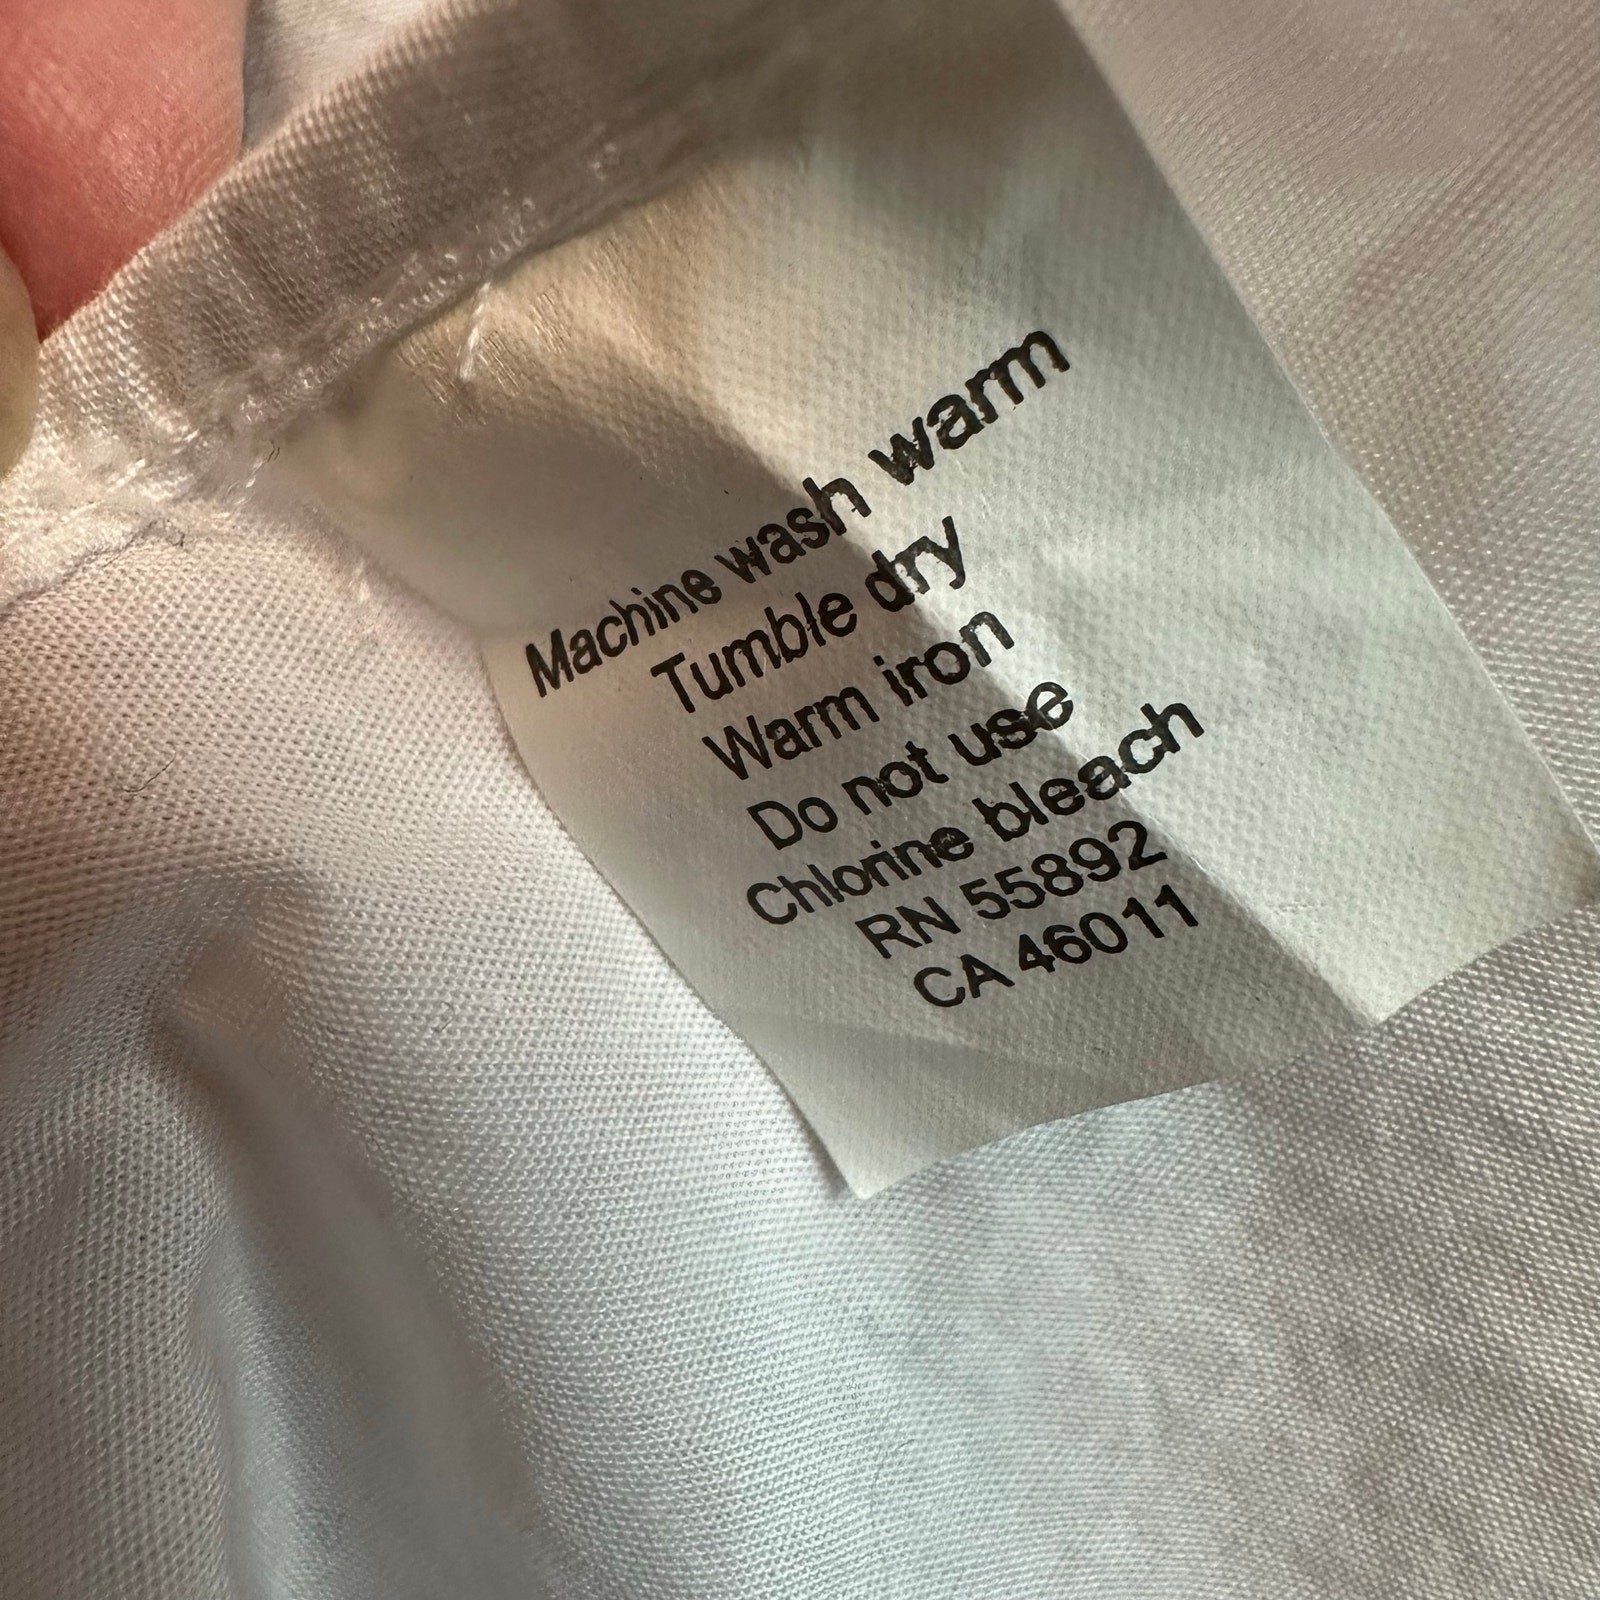 Machine wash warm
Tumble dry
Warm iron
Do not use
Chlorine bleach
RN 55892
CA 46011